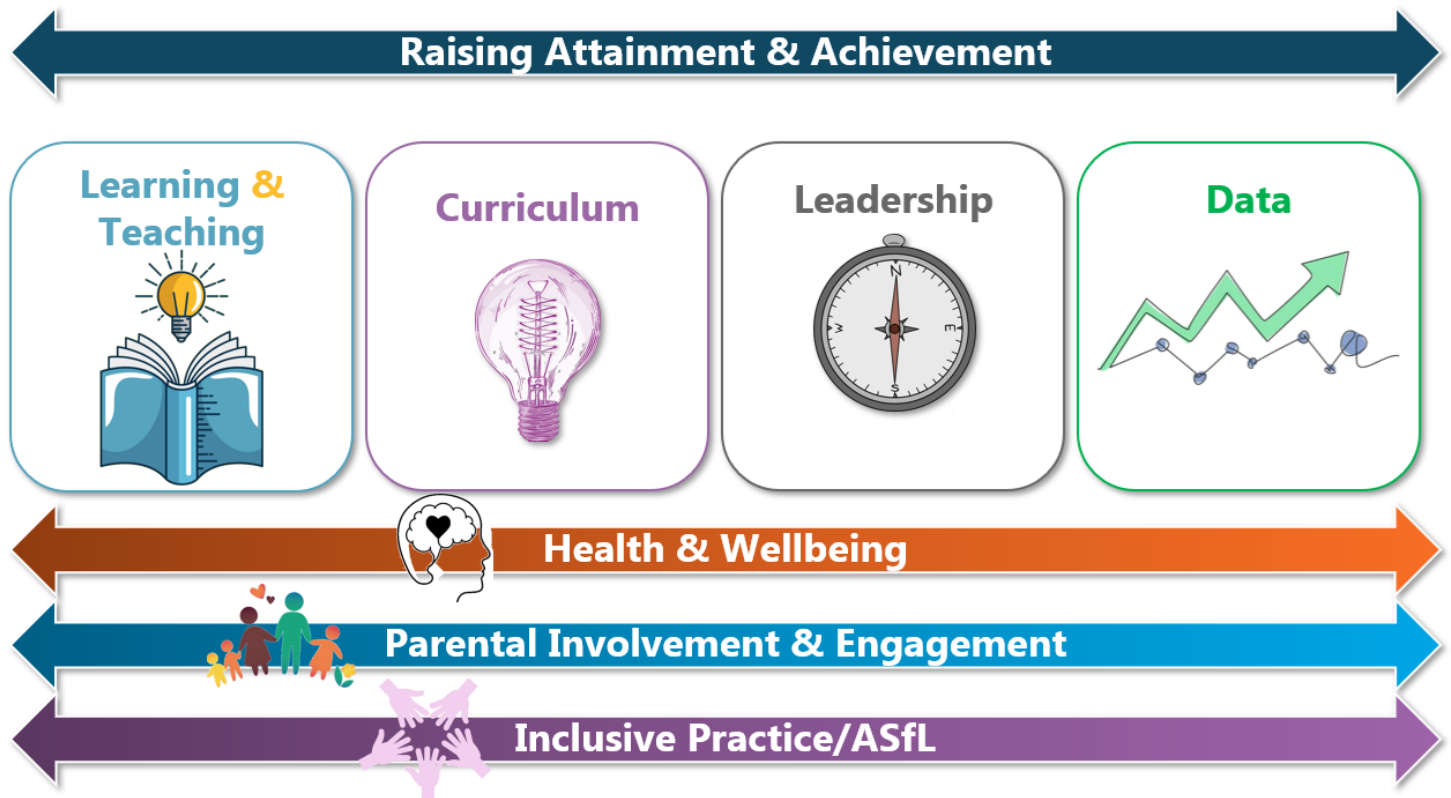 Raising Attainment & Achievement
Learning &
Teaching
Curriculum
Leadership
Data
N
W
E
S
Health & Wellbeing
Parental Involvement & Engagement
Inclusive Practice/ASfL